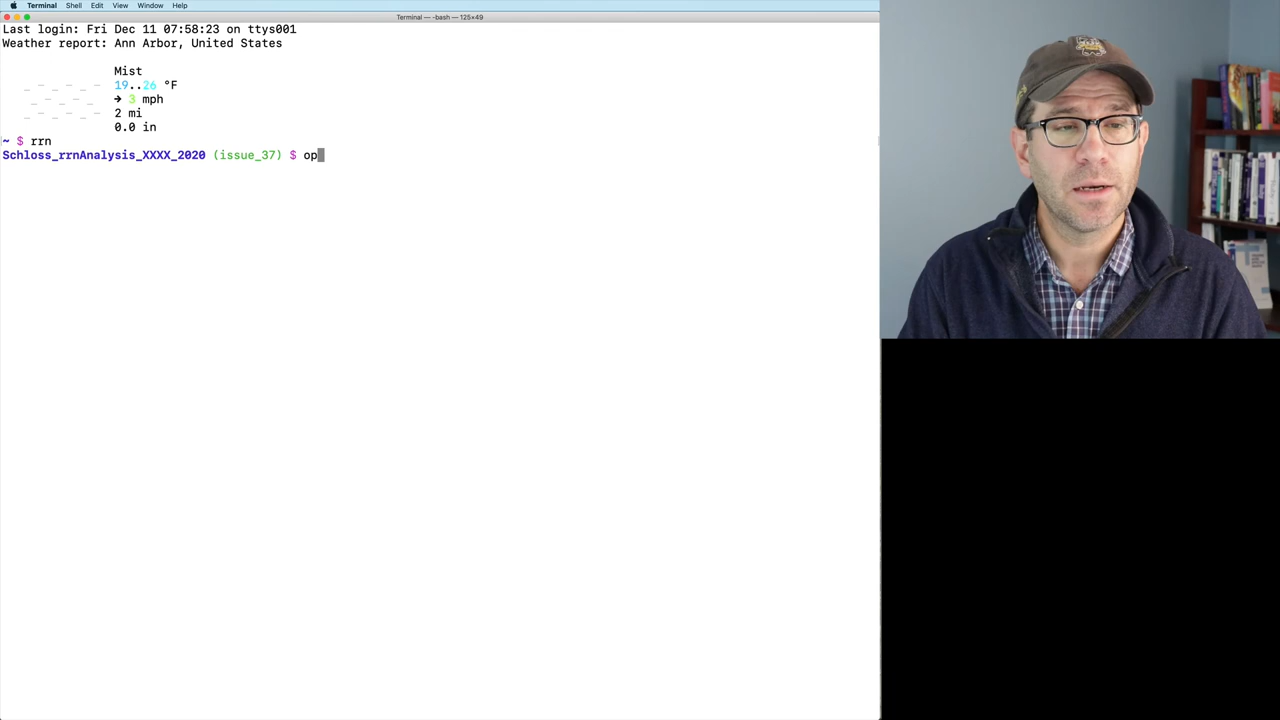 Terminal Shell Edit View Window Help
Terminal — -bash — 125×49
Last login: Fri Dec 11 07:58:23 on ttys001
Weather report: Ann Arbor, United States
Mist
_ - _ - _ - 19..26 °F
_ - _ - _ → 3 mph
_ - _ - _ - 2 mi
0.0 in
~ $ rrn
Schloss_rrnAnalysis_XXXX_2020 (issue_37) $ op